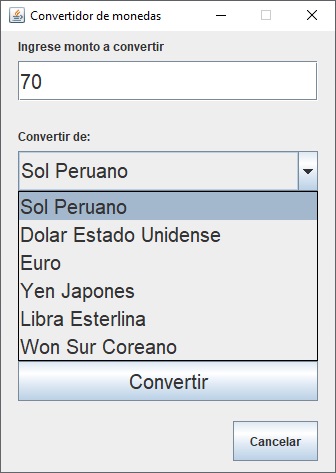 Convertidor de monedas
Ingrese monto a convertir
70
Convertir de:
Sol Peruano
Sol Peruano
Dolar Estado Unidense
Euro
Yen Japones
Libra Esterlina
Won Sur Coreano
Convertir
Cancelar